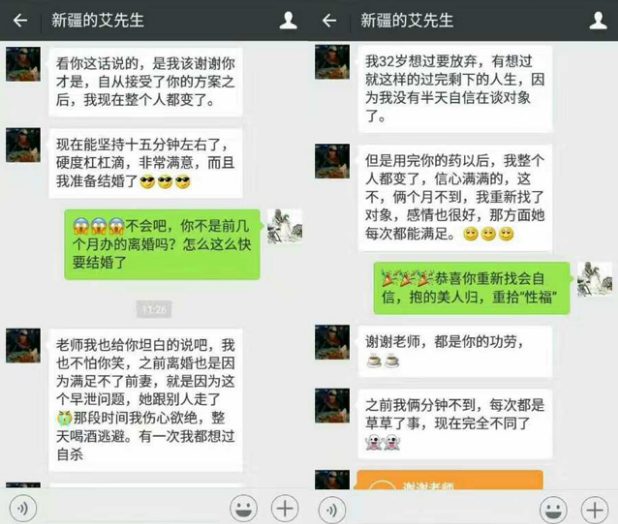 新疆的艾先生
看你这话说的，是我该谢谢你
才是，自从接受了你的方案之
后，我现在整个人都变了。
现在能坚持十五分钟左右了，
硬度杠杠滴，非常满意，而且
我准备结婚了😎😎😎
😱😱😱不会吧，你不是前几
个月办的离婚吗？怎么这么快
要结婚了
11:26
老师我也给你坦白的说吧，我
也不怕你笑，之前离婚也是因
为满足不了前妻，就是因为这
个早泄问题，她跟别人走了
😭那段时间我伤心欲绝，整
天喝酒逃避。有一次我都想过
自杀
新疆的艾先生
我32岁想过要放弃，有想过
就这样的过完剩下的人生，因
为我没有半天自信在谈对象
了。
但是用完你的药以后，我整个
人都变了，信心满满的，这
不，俩个月不到，我重新找了
对象，感情也很好，那方面她
每次都能满足。🙂🙂🙂
🎉🎉🎉恭喜你重新找会自
信，抱的美人归，重拾“性福”
谢谢老师，都是你的功劳，
☕☕
之前我俩分钟不到，每次都是
草草了事，现在完全不同了
👻👻
谢谢老师